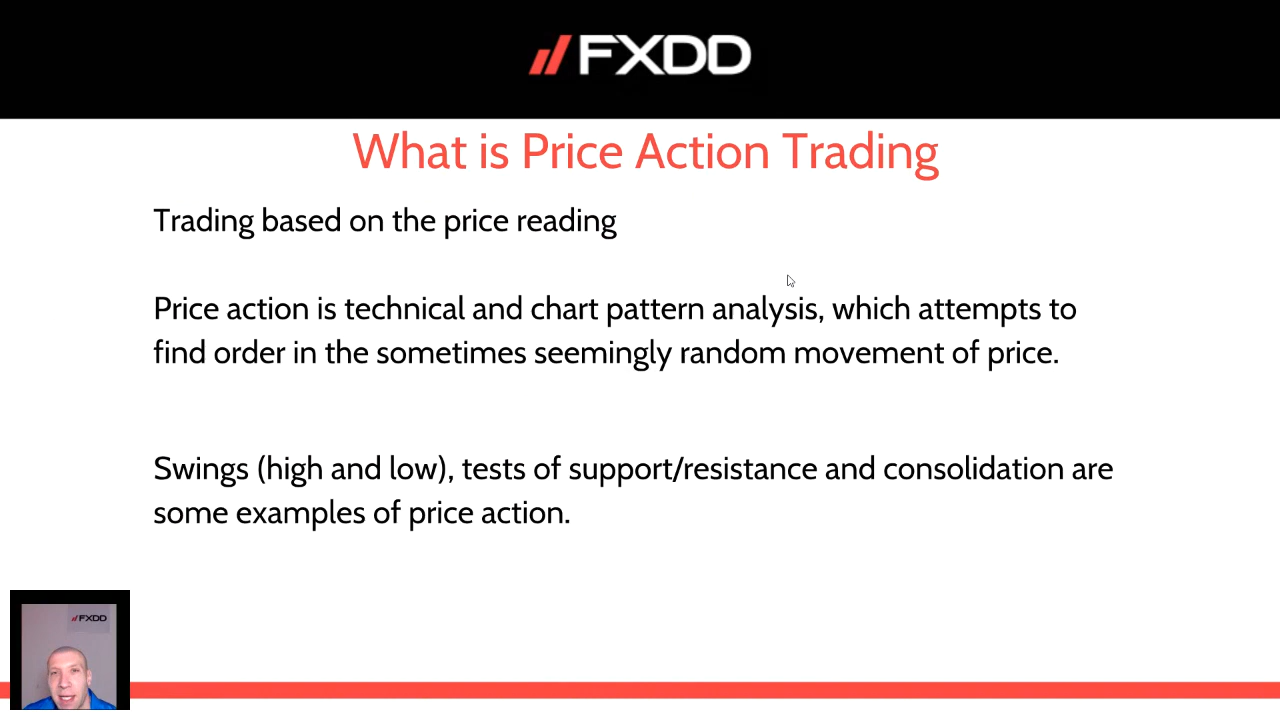 FXDD
What is Price Action Trading
Trading based on the price reading
Price action is technical and chart pattern analysis, which attempts to
find order in the sometimes seemingly random movement of price.
Swings (high and low), tests of support/resistance and consolidation are
some examples of price action.
FXDD